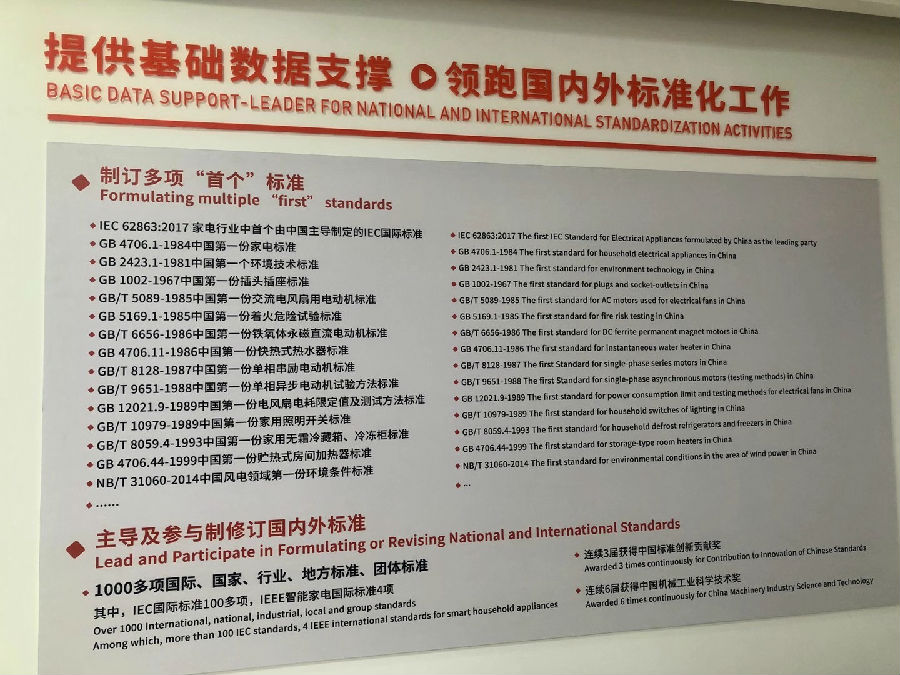 提供基础数据支撑 领跑国内外标准化工作
BASIC DATA SUPPORT-LEADER FOR NATIONAL AND INTERNATIONAL STANDARDIZATION ACTIVITIES
制订多项“首个”标准
Formulating multiple “first” standards
IEC 62863:2017 家电行业中首个由中国主导制定的IEC国际标准
GB 4706.1-1984中国第一份家电标准
GB 2423.1-1981中国第一个环境技术标准
GB 1002-1967中国第一份插头插座标准
GB/T 5089-1985中国第一份交流电风扇用电动机标准
GB 5169.1-1985中国第一份着火危险试验标准
GB/T 6656-1986中国第一份铁氧体永磁直流电动机标准
GB 4706.11-1986中国第一份快热式热水器标准
GB/T 8128-1987中国第一份单相串励电动机标准
GB/T 9651-1988中国第一份单相异步电动机试验方法标准
GB 12021.9-1989中国第一份电风扇电耗限定值及测试方法标准
GB/T 10979-1989中国第一份家用照明开关标准
GB/T 8059.4-1993中国第一份家用无霜冷藏箱、冷冻柜标准
GB 4706.44-1999中国第一份贮热式房间加热器标准
NB/T 31060-2014中国风电领域第一份环境条件标准
……
IEC 62863:2017 The first IEC Standard for Electrical Appliances formulated by China as the leading party
GB 4706.1-1984 The first standard for household electrical appliances in China
GB 2423.1-1981 The first standard for environment technology in China
GB 1002-1967 The first standard for plugs and socket-outlets in China
GB/T 5089-1985 The first standard for AC motors used for electrical fans in China
GB 5169.1-1985 The first standard for fire risk testing in China
GB/T 6656-1986 The first standard for DC ferrite permanent magnet motors in China
GB 4706.11-1986 The first standard for instantaneous water heater in China
GB/T 8128-1987 The first Standard for single-phase series motors in China
GB/T 9651-1988 The first Standard for single-phase asynchronous motors (testing methods) in China
GB 12021.9-1989 The first standard for power consumption limit and testing methods for electrical fans in China
GB/T 10979-1989 The first standard for household switches of lighting in China
GB/T 8059.4-1993 The first standard for household defrost refrigerators and freezers in China
GB 4706.44-1999 The first standard for storage-type room heaters in China
NB/T 31060-2014 The first standard for environmental conditions in the area of wind power in China
...
主导及参与制修订国内外标准
Lead and Participate in Formulating or Revising National and International Standards
1000多项国际、国家、行业、地方标准、团体标准
其中，IEC国际标准100多项，IEEE智能家电国际标准4项
Over 1000 International, national, industrial, local and group standards
Among which, more than 100 IEC standards, 4 IEEE international standards for smart household appliances
连续3届获得中国标准创新贡献奖
Awarded 3 times continuously for Contribution to Innovation of Chinese Standards
连续6届获得中国机械工业科学技术奖
Awarded 6 times continuously for China Machinery Industry Science and Technology